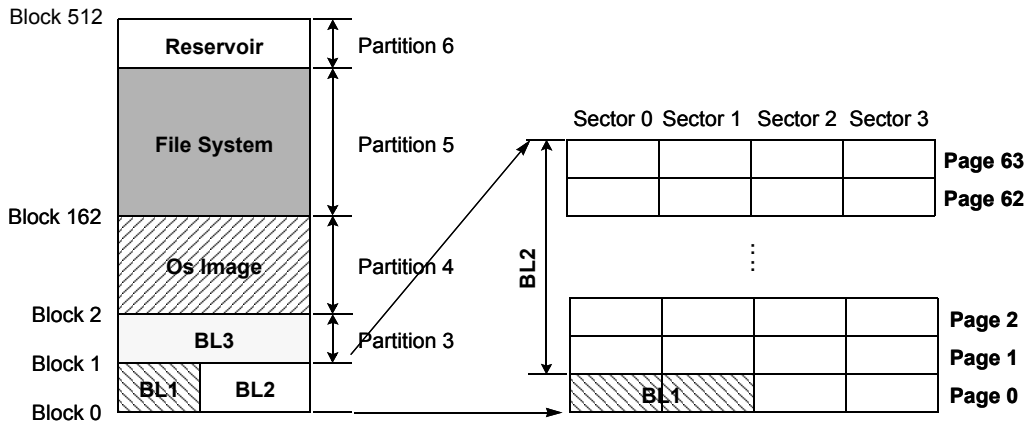 Block 512
Reservoir
Partition 6
File System
Partition 5
Block 162
Os Image
Partition 4
Block 2
BL3
Partition 3
Block 1
BL1
BL2
Block 0
Sector 0 Sector 1 Sector 2 Sector 3
Page 63
Page 62
BL2
⋮
Page 2
Page 1
BL1
Page 0